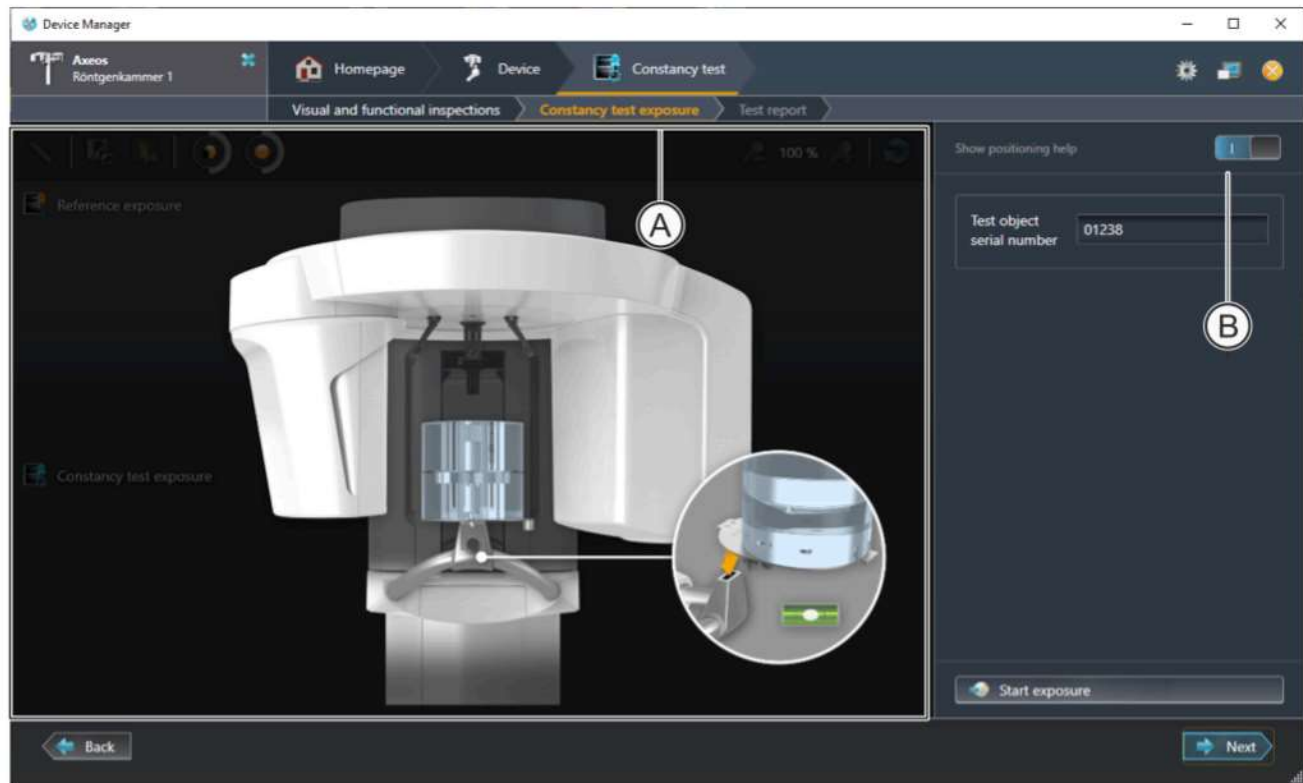 Device Manager
Axeos
Röntgenkammer 1
Homepage
Device
Constancy test
Visual and functional inspections
Constancy test exposure
Test report
100 %
Reference exposure
A
Constancy test exposure
Show positioning help
I
Test object
serial number
01238
B
Start exposure
Back
Next